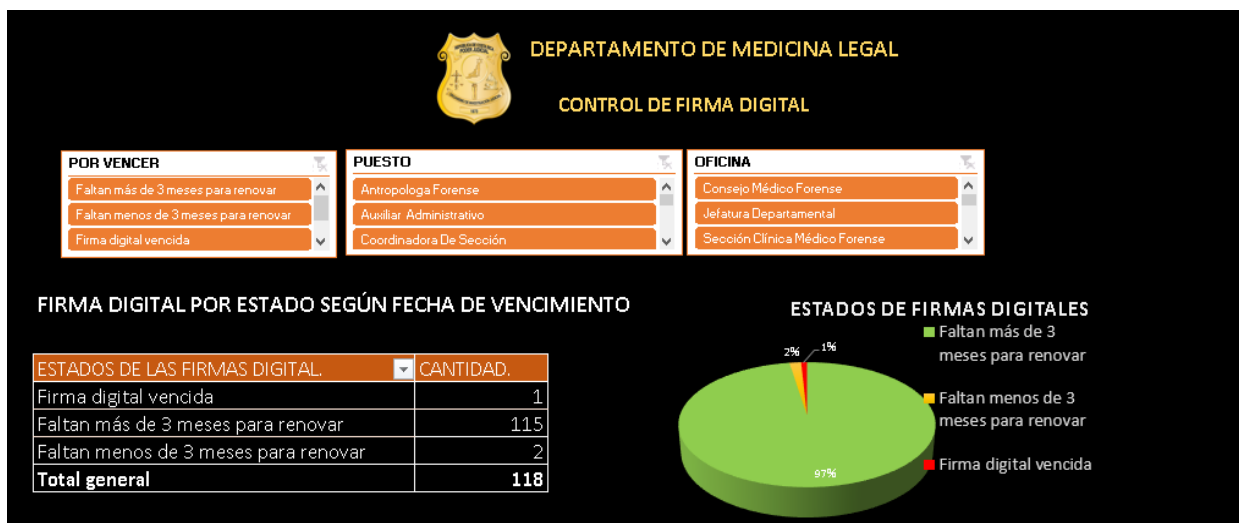 DEPARTAMENTO DE MEDICINA LEGAL
CONTROL DE FIRMA DIGITAL
POR VENCER
Faltan más de 3 meses para renovar
Faltan menos de 3 meses para renovar
Firma digital vencida
PUESTO
Antropologa Forense
Auxiliar Administrativo
Coordinadora De Sección
OFICINA
Consejo Médico Forense
Jefatura Departamental
Sección Clínica Médico Forense
FIRMA DIGITAL POR ESTADO SEGÚN FECHA DE VENCIMIENTO
ESTADOS DE LAS FIRMAS DIGITAL. CANTIDAD.
Firma digital vencida 1
Faltan más de 3 meses para renovar 115
Faltan menos de 3 meses para renovar 2
Total general 118
ESTADOS DE FIRMAS DIGITALES
2% 1%
97%
Faltan más de 3
meses para renovar
Faltan menos de 3
meses para renovar
Firma digital vencida